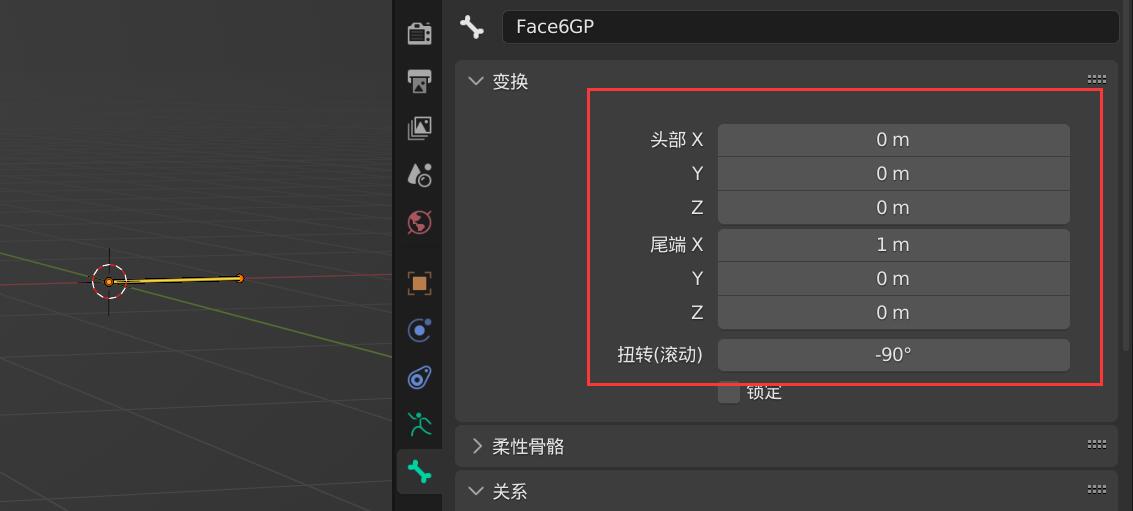 Face6GP
变换
头部 X 0 m
Y 0 m
Z 0 m
尾端 X 1 m
Y 0 m
Z 0 m
扭转(滚动) -90°
锁定
柔性骨骼
关系